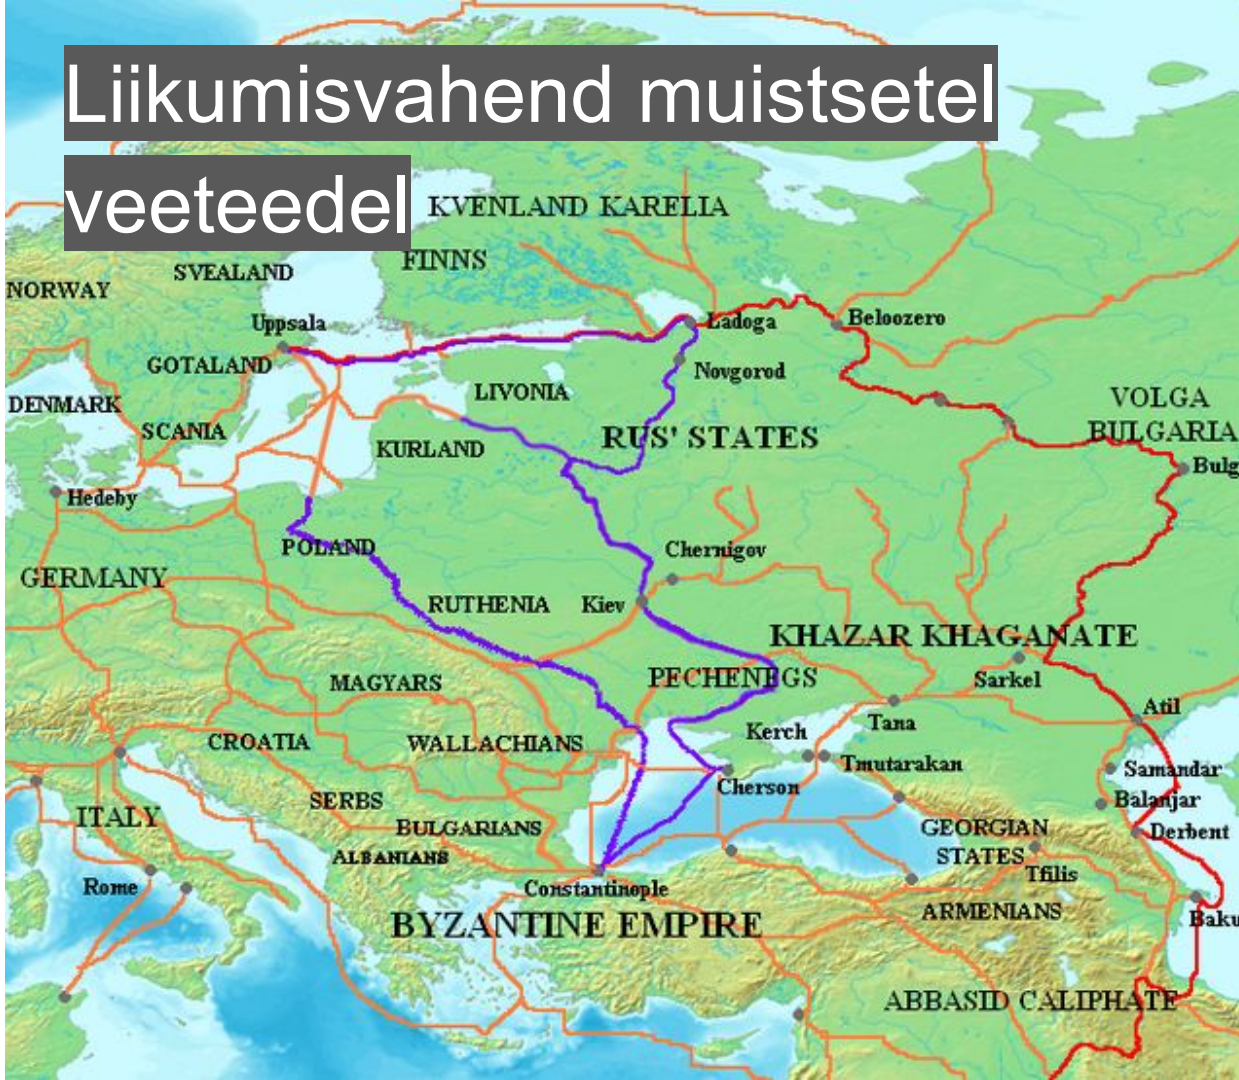 Liikumisvahend muistsetel
veeteedel
KVENLAND KARELIA
FINNS
SVEALAND
NORWAY
Uppsala
Ladoga
Beloozero
GOTALAND
Novgorod
LIVONIA
DENMARK
VOLGA
BULGARIA
SCANIA
RUS' STATES
KURLAND
Bulg
Hedeby
POLAND
Chernigov
GERMANY
RUTHENIA
Kiev
KHAZAR KHAGANATE
PECHENEGS
Sarkel
MAGYARS
Atil
Tana
Kerch
CROATIA
WALLACHIANS
Tmutarakan
Samandar
Cherson
SERBS
Balanjar
ITALY
BULGARIANS
GEORGIAN
STATES
Derbent
ALBANIANS
Tfilis
Rome
Constantinople
ARMENIANS
Baku
BYZANTINE EMPIRE
ABBASID CALIPHATE